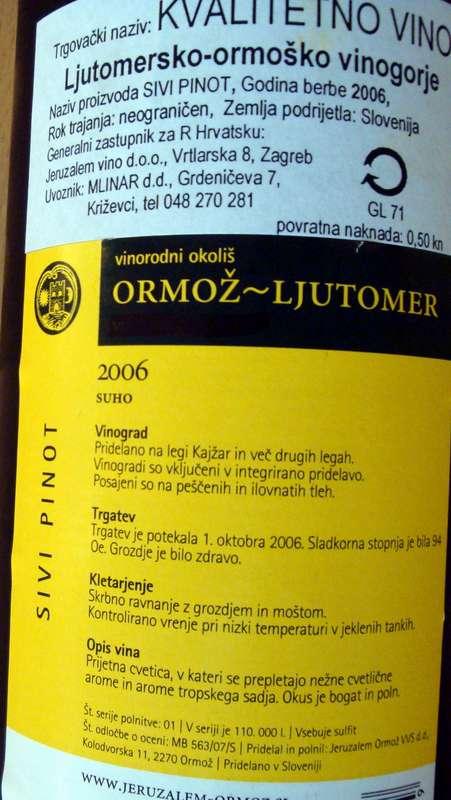 Trgovački naziv: KVALITETNO VINO
Ljutomersko-ormoško vinogorje
Naziv proizvoda SIVI PINOT, Godina berbe 2006,
Rok trajanja: neograničen, Zemlja podrijetla: Slovenija
Generalni zastupnik za R Hrvatsku:
Jeruzalem vino d.o.o., Vrtlarska 8, Zagreb
Uvoznik: MLINAR d.d., Grdeničeva 7,
Križevci, tel 048 270 281
GL 71
povratna naknada: 0,50 kn
vinorodni okoliš
ORMOŽ~LJUTOMER
2006
SUHO
SIVI PINOT
Vinograd
Pridelano na legi Kajžar in več drugih legah.
Vinogradi so vključeni v integrirano pridelavo.
Posajeni so na peščenih in ilovnatih tleh.
Trgatev
Trgatev je potekala 1. oktobra 2006. Sladkorna stopnja je bila 94
Oe. Grozdje je bilo zdravo.
Kletarjenje
Skrbno ravnanje z grozdjem in moštom.
Kontrolirano vrenje pri nizki temperaturi v jeklenih tankih.
Opis vina
Prijetna cvetica, v kateri se prepletajo nežne cvetlične
arome in arome tropskega sadja. Okus je bogat in poln.
Št. serije polnitve: 01 | V seriji je 110. 000 l. | Vsebuje sulfit
Št. odločbe o oceni: MB 563/07/S | Pridelal in polnil: Jeruzalem Ormož VVS d.d.,
Kolodvorska 11, 2270 Ormož | Pridelano v Sloveniji